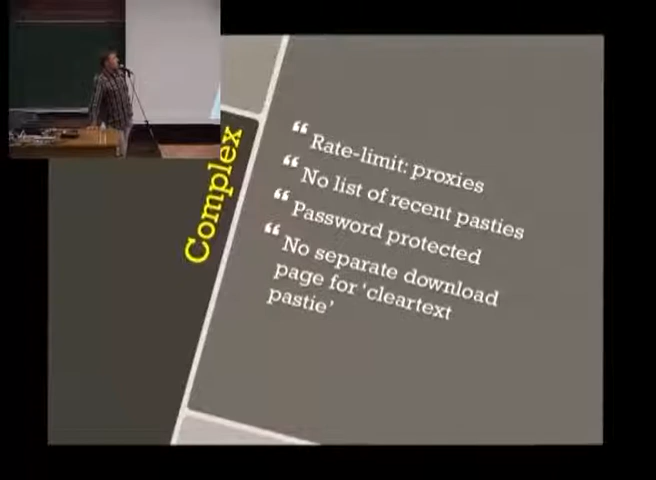 Complex
“ Rate-limit: proxies
“ No list of recent pasties
“ Password protected
“ No separate download
page for 'cleartext
pastie'